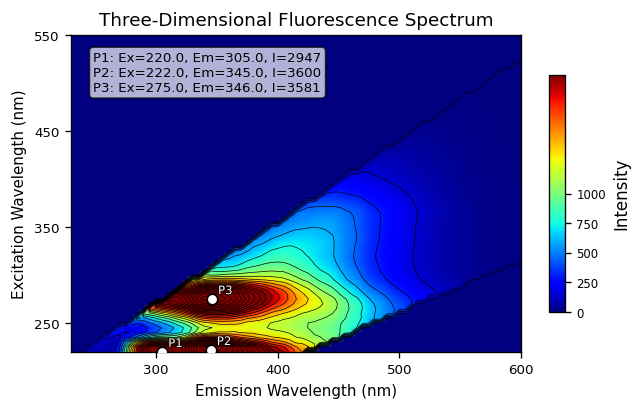 Three-Dimensional Fluorescence Spectrum
550
450
350
250
Excitation Wavelength (nm)
P1: Ex=220.0, Em=305.0, I=2947
P2: Ex=222.0, Em=345.0, I=3600
P3: Ex=275.0, Em=346.0, I=3581
P3
P1
P2
300
400
500
600
Emission Wavelength (nm)
1000
750
500
250
0
Intensity